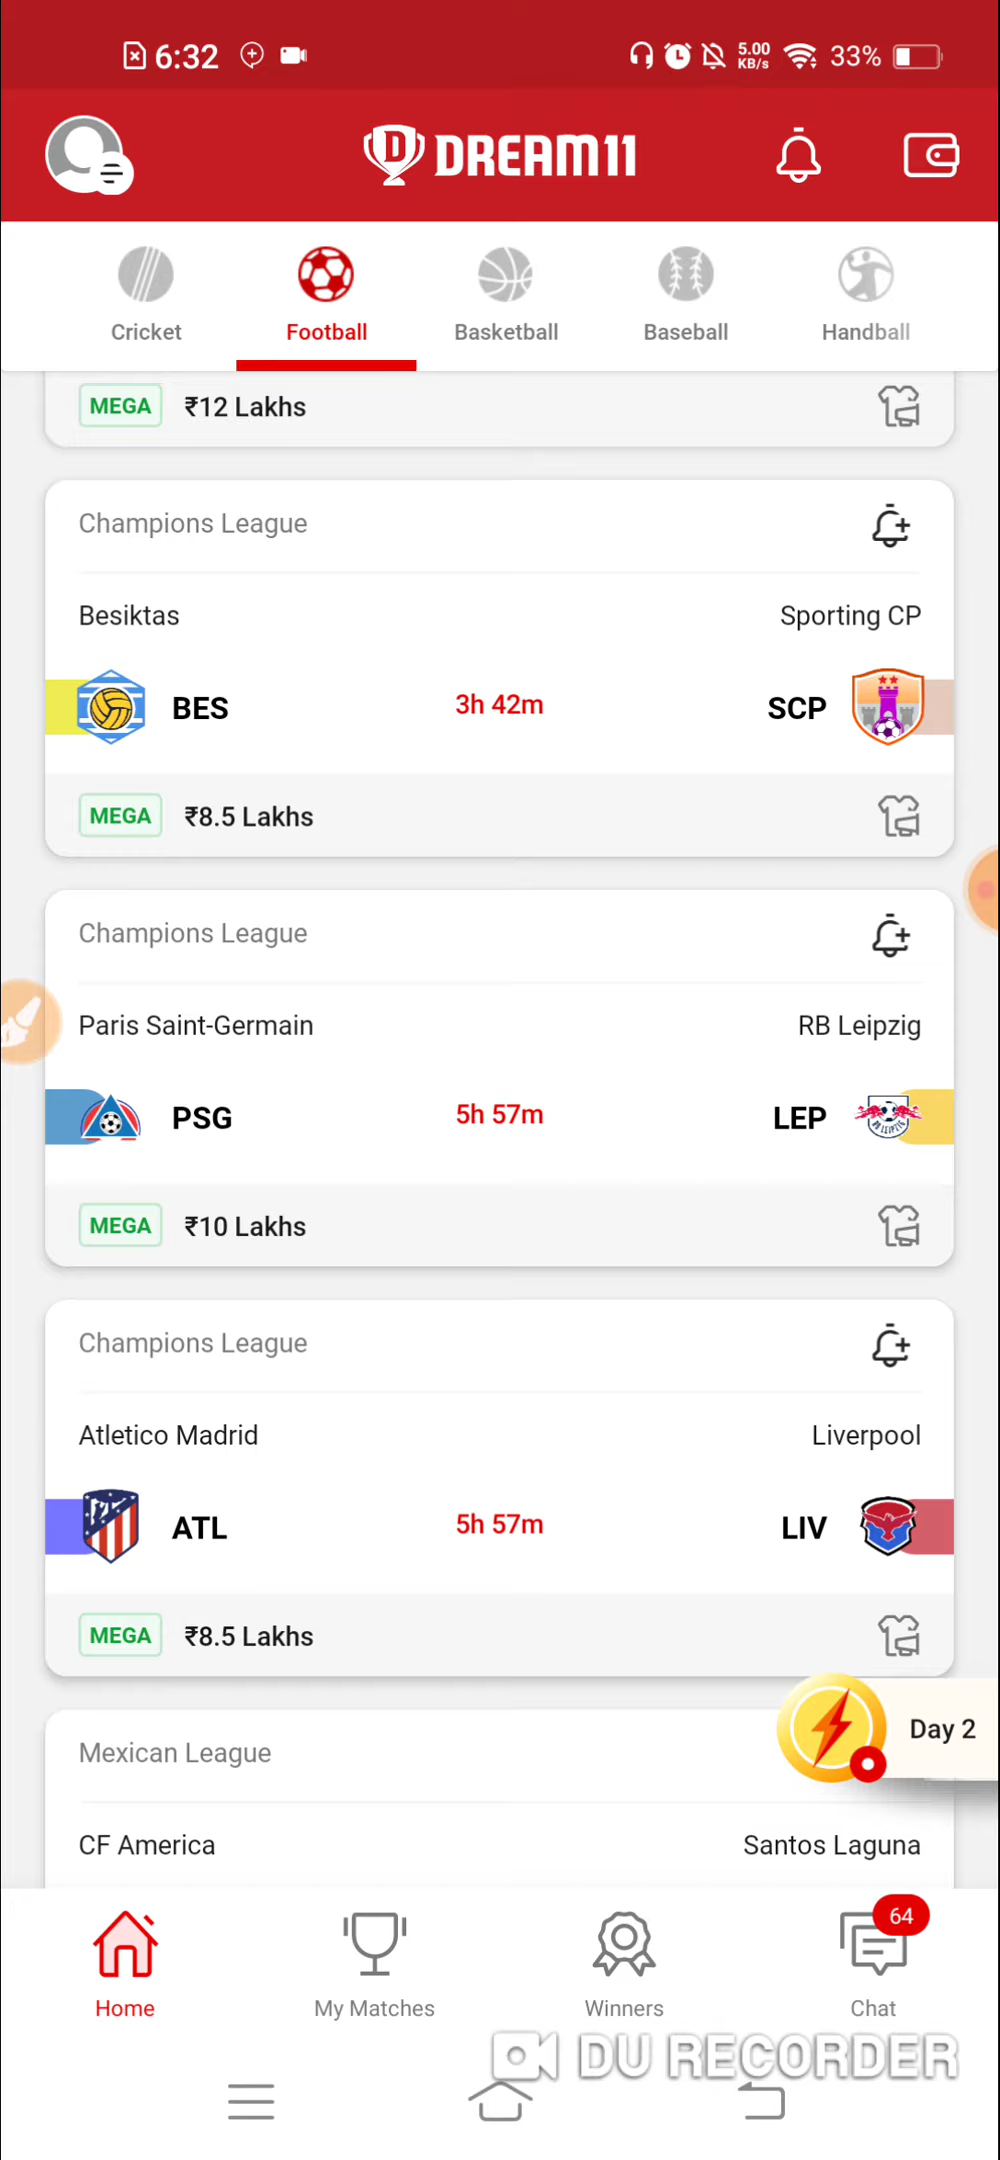 6:32 5.00 KB/s 33%
DREAM11
Cricket Football Basketball Baseball Handball
MEGA ₹12 Lakhs
Champions League
Besiktas Sporting CP
BES 3h 42m SCP
MEGA ₹8.5 Lakhs
Champions League
Paris Saint-Germain RB Leipzig
PSG 5h 57m LEP
MEGA ₹10 Lakhs
Champions League
Atletico Madrid Liverpool
ATL 5h 57m LIV
MEGA ₹8.5 Lakhs
Day 2
Mexican League
CF America Santos Laguna
64
Home My Matches Winners Chat
DU RECORDER